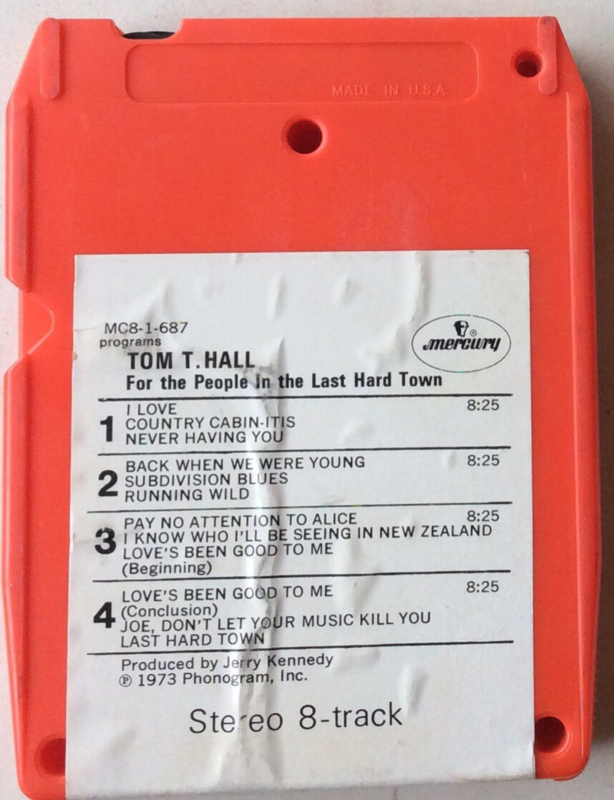 MADE IN U.S.A.
MC8-1-687
programs
mercury ®
TOM T. HALL
For the People in the Last Hard Town
1 I LOVE 8:25
COUNTRY CABIN-ITIS
NEVER HAVING YOU
2 BACK WHEN WE WERE YOUNG 8:25
SUBDIVISION BLUES
RUNNING WILD
3 PAY NO ATTENTION TO ALICE 8:25
I KNOW WHO I'LL BE SEEING IN NEW ZEALAND
LOVE'S BEEN GOOD TO ME
(Beginning)
4 LOVE'S BEEN GOOD TO ME 8:25
(Conclusion)
JOE, DON'T LET YOUR MUSIC KILL YOU
LAST HARD TOWN
Produced by Jerry Kennedy
℗ 1973 Phonogram, Inc.
Stereo 8-track